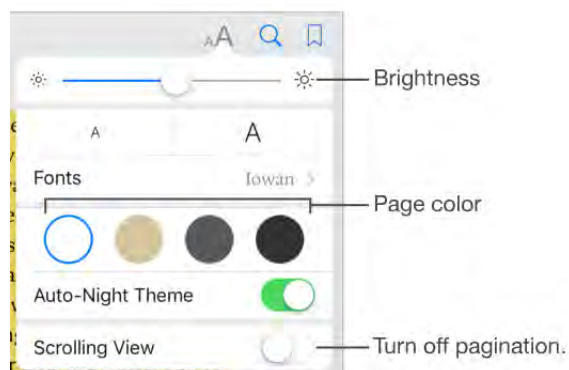 AA
Brightness
A A
Fonts Iowan >
Page color
Auto-Night Theme
Scrolling View Turn off pagination.